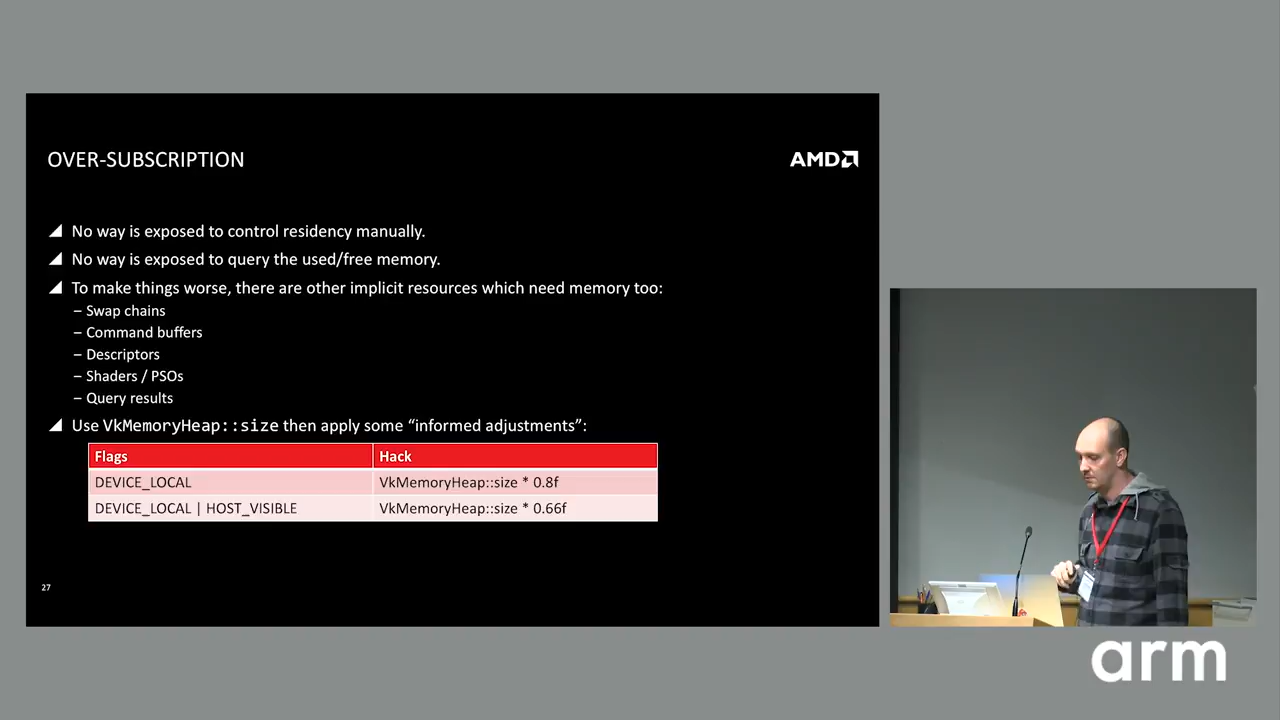 OVER-SUBSCRIPTION
AMD
No way is exposed to control residency manually.
No way is exposed to query the used/free memory.
To make things worse, there are other implicit resources which need memory too:
– Swap chains
– Command buffers
– Descriptors
– Shaders / PSOs
– Query results
Use VkMemoryHeap::size then apply some “informed adjustments”:
Flags Hack
DEVICE_LOCAL VkMemoryHeap::size * 0.8f
DEVICE_LOCAL | HOST_VISIBLE VkMemoryHeap::size * 0.66f
27
arm